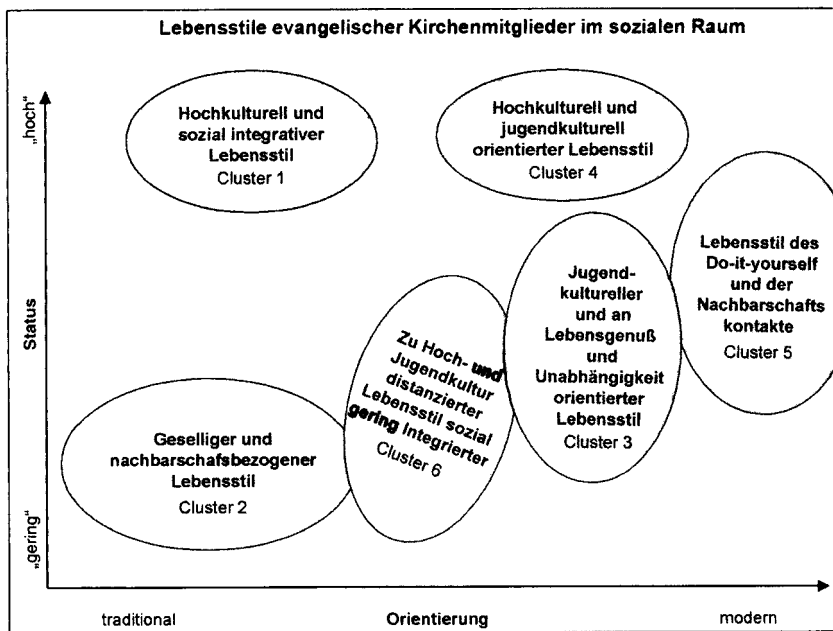 Lebensstile evangelischer Kirchenmitglieder im sozialen Raum
„hoch“
Status
„gering“
Hochkulturell und
sozial integrativer
Lebensstil
Cluster 1
Hochkulturell und
jugendkulturell
orientierter Lebensstil
Cluster 4
Lebensstil des
Do-it-yourself
und der
Nachbarschafts
kontakte
Cluster 5
Jugend-
kultureller
und an
Lebensgenuß
und
Unabhängigkeit
orientierter
Lebensstil
Cluster 3
Zu Hoch- und
Jugendkultur
distanzierter
Lebensstil sozial
gering Integrierter
Cluster 6
Geselliger und
nachbarschafsbezogener
Lebensstil
Cluster 2
traditional
Orientierung
modern